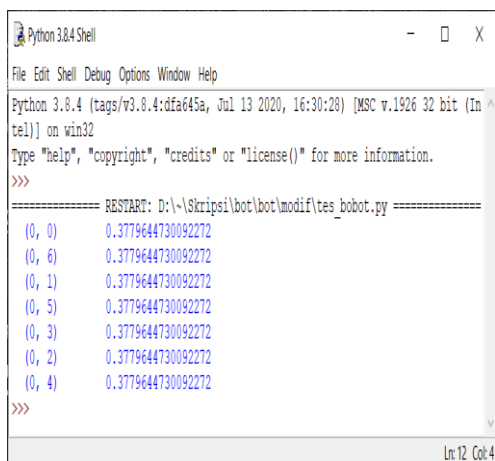 Python 3.8.4 Shell
File Edit Shell Debug Options Window Help
Python 3.8.4 (tags/v3.8.4:dfa645a, Jul 13 2020, 16:30:28) [MSC v.1926 32 bit (In
tel)] on win32
Type "help", "copyright", "credits" or "license()" for more information.
>>>
=============== RESTART: D:\~\Skripsi\bot\bot\modif\tes_bobot.py ===============
(0, 0) 0.3779644730092272
(0, 6) 0.3779644730092272
(0, 1) 0.3779644730092272
(0, 5) 0.3779644730092272
(0, 3) 0.3779644730092272
(0, 2) 0.3779644730092272
(0, 4) 0.3779644730092272
>>>
Ln: 12 Col: 4